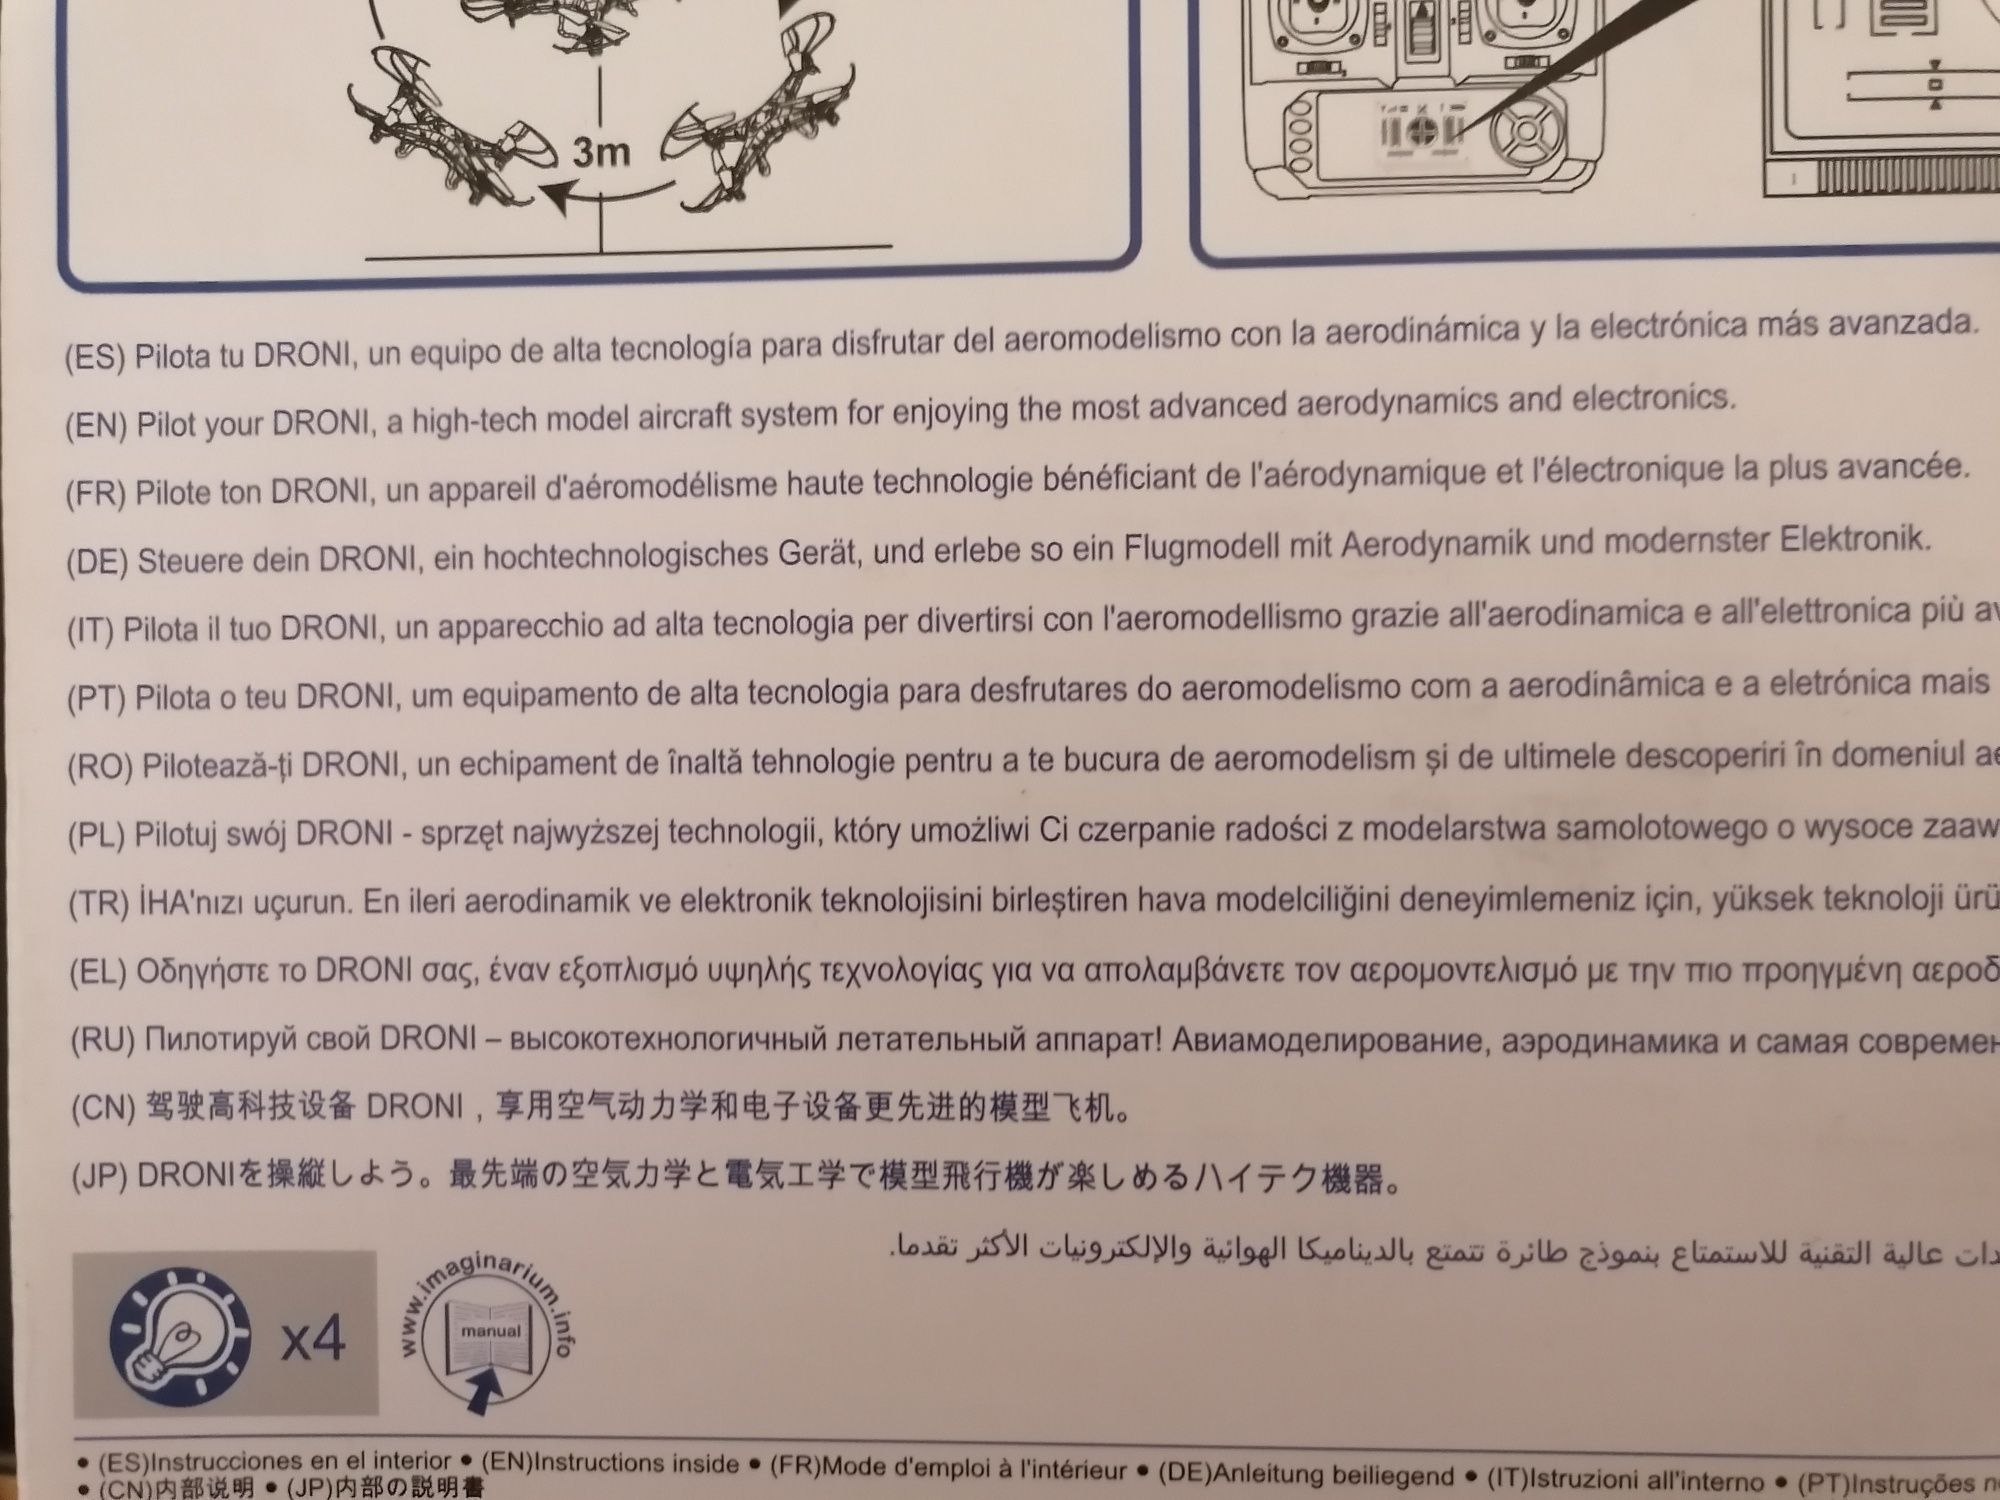 3m
(ES) Pilota tu DRONI, un equipo de alta tecnología para disfrutar del aeromodelismo con la aerodinámica y la electrónica más avanzada.
(EN) Pilot your DRONI, a high-tech model aircraft system for enjoying the most advanced aerodynamics and electronics.
(FR) Pilote ton DRONI, un appareil d'aéromodélisme haute technologie bénéficiant de l'aérodynamique et l'électronique la plus avancée.
(DE) Steuere dein DRONI, ein hochtechnologisches Gerät, und erlebe so ein Flugmodell mit Aerodynamik und modernster Elektronik.
(IT) Pilota il tuo DRONI, un apparecchio ad alta tecnologia per divertirsi con l'aeromodellismo grazie all'aerodinamica e all'elettronica più av
(PT) Pilota o teu DRONI, um equipamento de alta tecnologia para desfrutares do aeromodelismo com a aerodinâmica e a eletrónica mais
(RO) Pilotează-ți DRONI, un echipament de înaltă tehnologie pentru a te bucura de aeromodelism și de ultimele descoperiri în domeniul ae
(PL) Pilotuj swój DRONI - sprzęt najwyższej technologii, który umożliwi Ci czerpanie radości z modelarstwa samolotowego o wysoce zaaw
(TR) İHA'nızı uçurun. En ileri aerodinamik ve elektronik teknolojisini birleştiren hava modelciliğini deneyimlemeniz için, yüksek teknoloji ürü
(EL) Οδηγήστε το DRONI σας, έναν εξοπλισμό υψηλής τεχνολογίας για να απολαμβάνετε τον αερομοντελισμό με την πιο προηγμένη αεροδ
(RU) Пилотируй свой DRONI – высокотехнологичный летательный аппарат! Авиамоделирование, аэродинамика и самая современ
(CN) 驾驶高科技设备 DRONI，享用空气动力学和电子设备更先进的模型飞机。
(JP) DRONIを操縦しよう。最先端の空気力学と電気工学で模型飛行機が楽しめるハイテク機器。
دات عالية التقنية للاستمتاع بنموذج طائرة تتمتع بالديناميكا الهوائية والإلكترونيات الأكثر تقدما.
x4
www.imaginarium.info
manual
• (ES)Instrucciones en el interior • (EN)Instructions inside • (FR)Mode d'emploi à l'intérieur • (DE)Anleitung beiliegend • (IT)Istruzioni all'interno • (PT)Instruções n
• (CN)内部说明 • (JP)内部の説明書